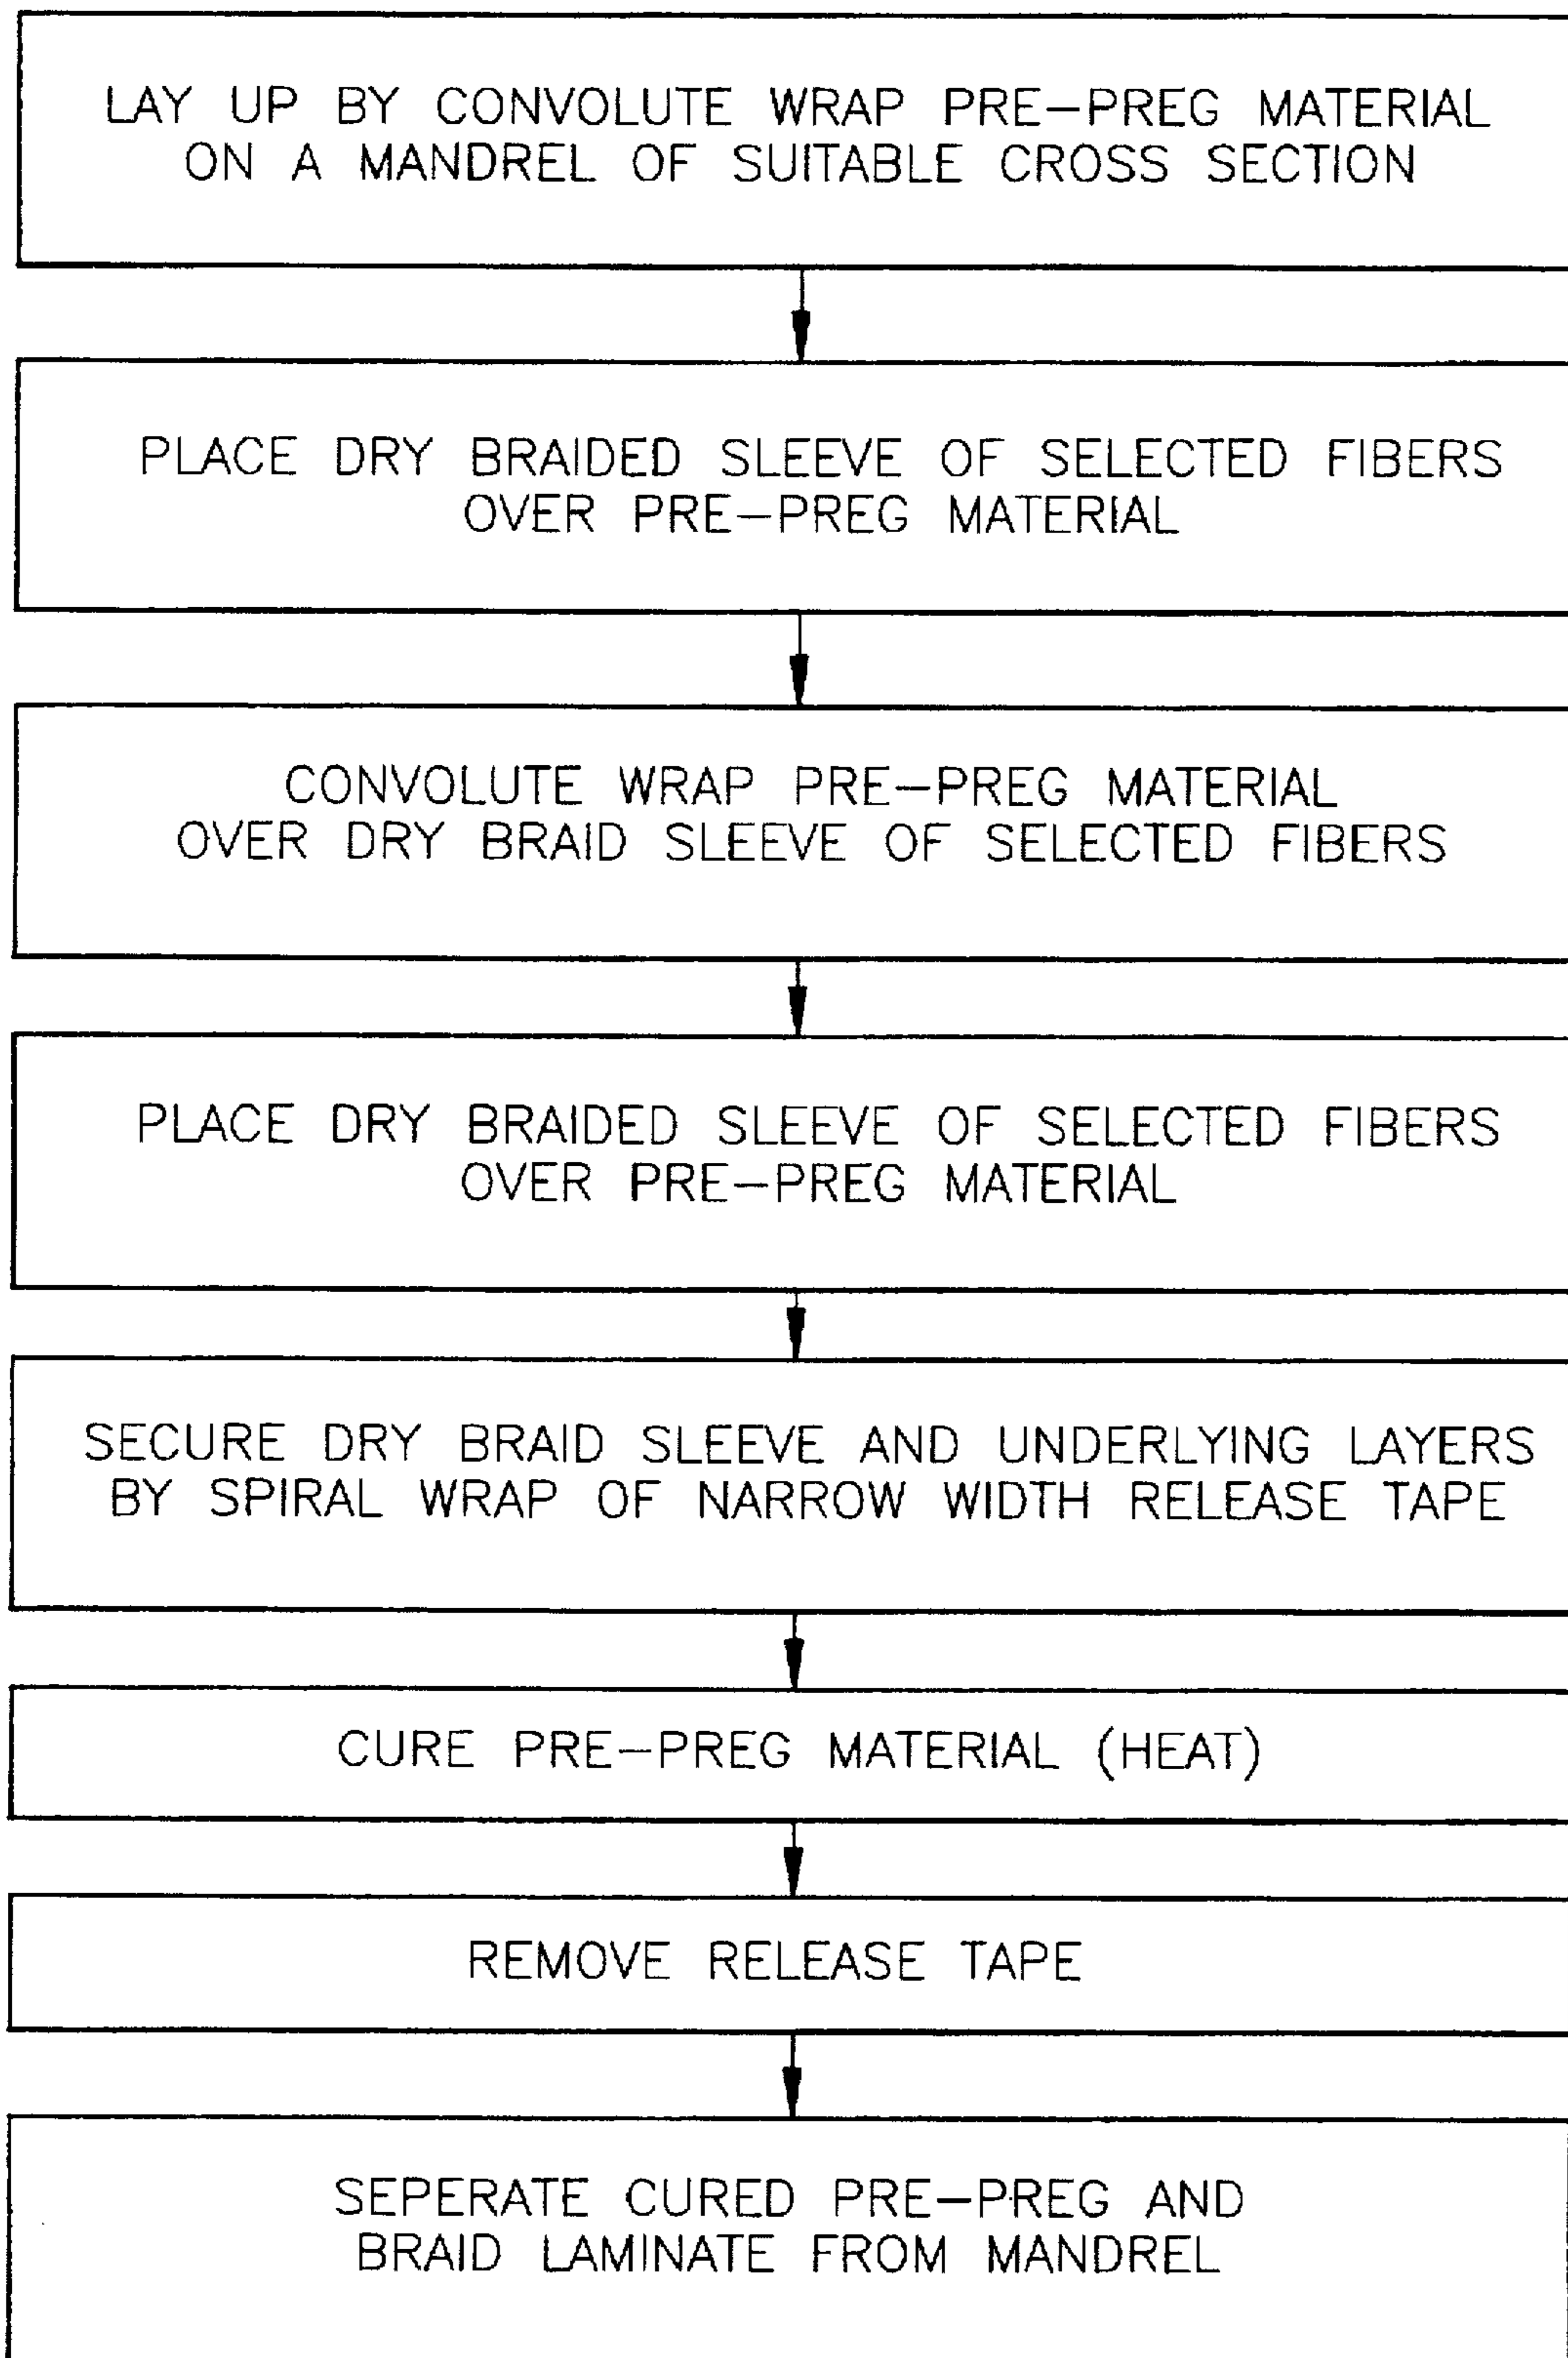 LAY UP BY CONVOLUTE WRAP PRE-PREG MATERIAL
ON A MANDREL OF SUITABLE CROSS SECTION
PLACE DRY BRAIDED SLEEVE OF SELECTED FIBERS
OVER PRE-PREG MATERIAL
CONVOLUTE WRAP PRE-PREG MATERIAL
OVER DRY BRAID SLEEVE OF SELECTED FIBERS
PLACE DRY BRAIDED SLEEVE OF SELECTED FIBERS
OVER PRE-PREG MATERIAL
SECURE DRY BRAID SLEEVE AND UNDERLYING LAYERS
BY SPIRAL WRAP OF NARROW WIDTH RELEASE TAPE
CURE PRE-PREG MATERIAL (HEAT)
REMOVE RELEASE TAPE
SEPERATE CURED PRE-PREG AND
BRAID LAMINATE FROM MANDREL